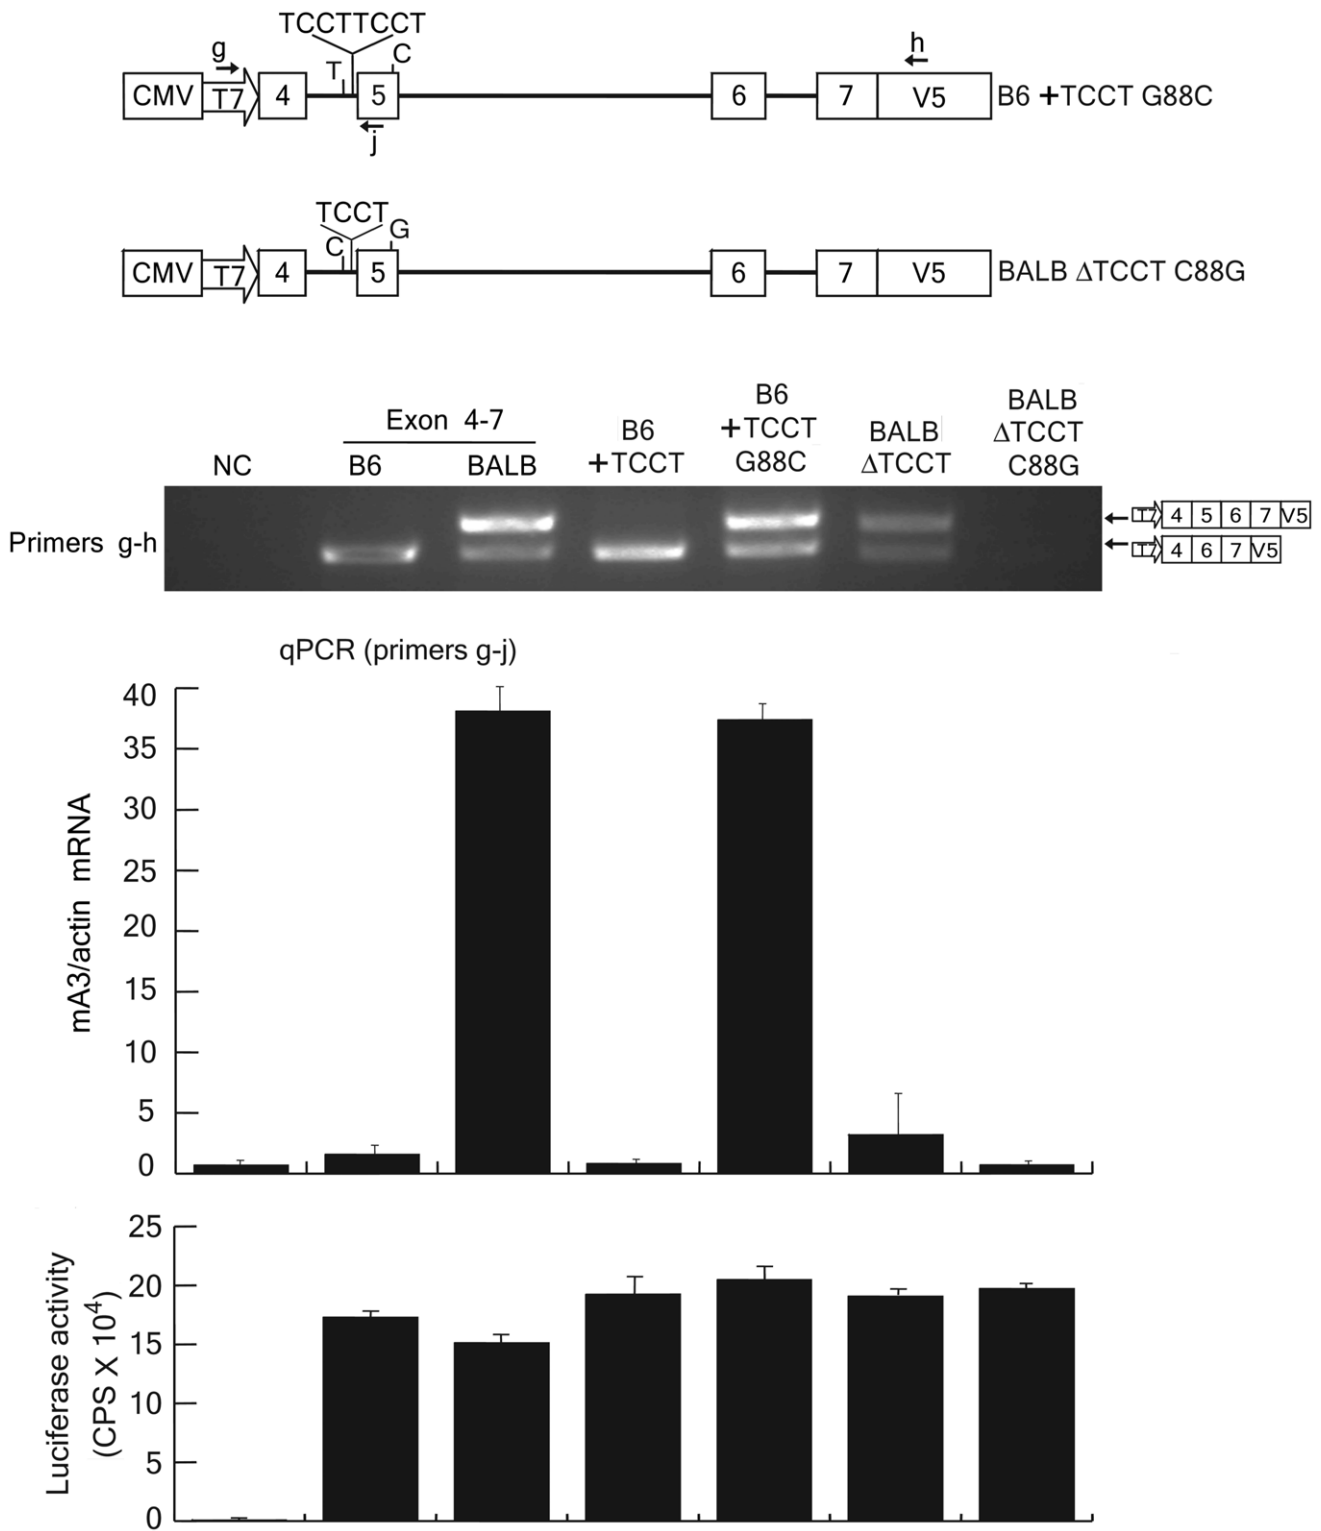 TCCTTCCT
g
T
C
h
CMV
T7
4
5
6
7
V5
B6 +TCCT G88C
j
TCCT
C
G
CMV
T7
4
5
6
7
V5
BALB ΔTCCT C88G
Exon 4-7
NC
B6
BALB
B6
+TCCT
B6
+TCCT
G88C
BALB
ΔTCCT
BALB
ΔTCCT
C88G
Primers g-h
T7 4 5 6 7 V5
T7 4 6 7 V5
qPCR (primers g-j)
mA3/actin mRNA
40
35
30
25
20
15
10
5
0
Luciferase activity
(CPS X 10⁴)
25
20
15
10
5
0